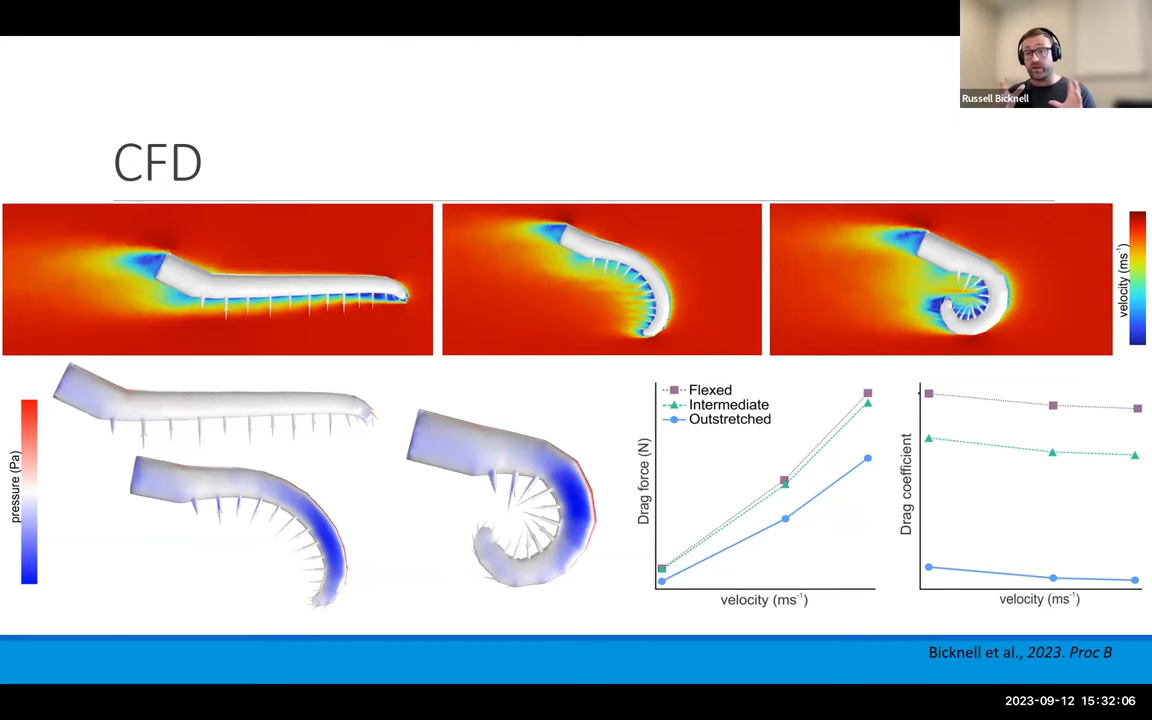 Russell Bicknell
CFD
velocity (ms⁻¹)
pressure (Pa)
Flexed
Intermediate
Outstretched
Drag force (N)
velocity (ms⁻¹)
Drag coefficient
velocity (ms⁻¹)
Bicknell et al., 2023. Proc B
2023-09-12 15:32:06